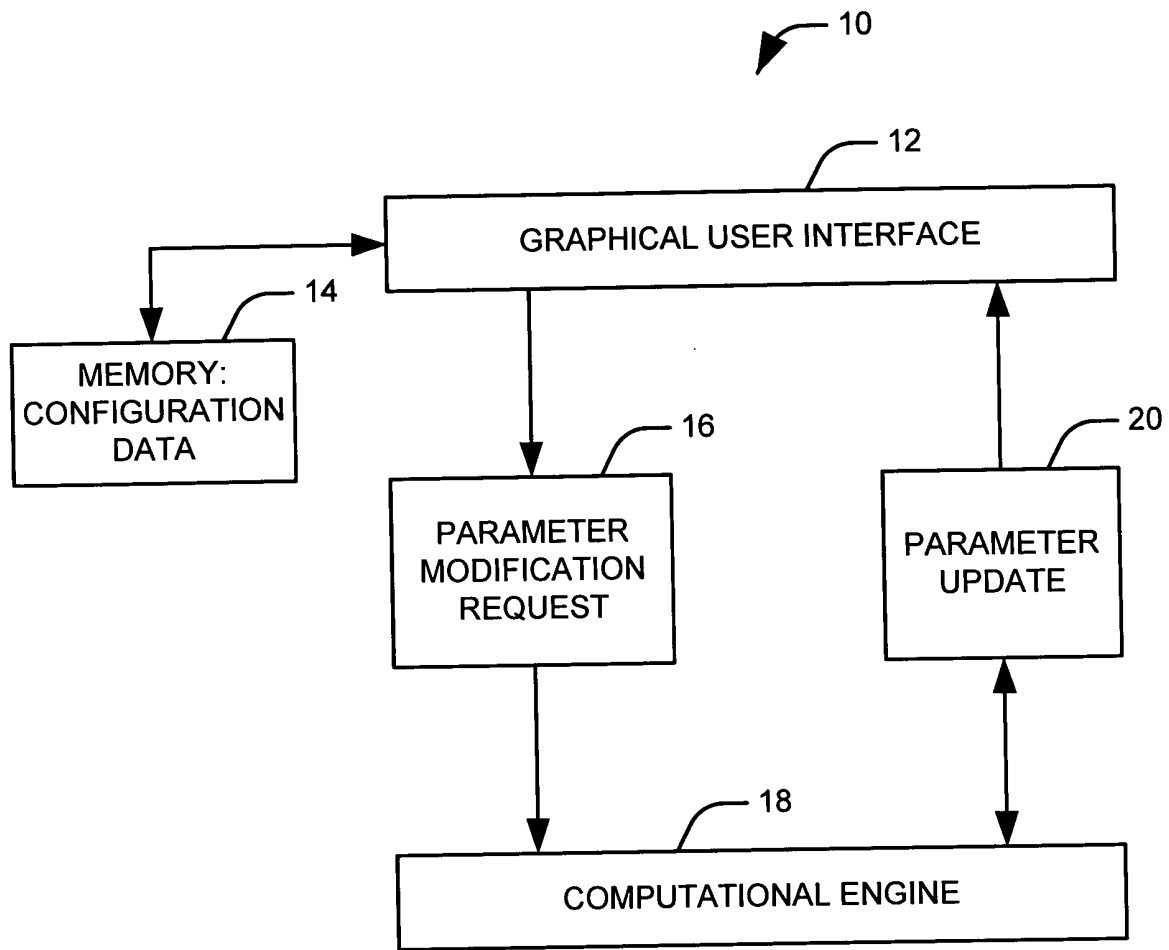 10
12
GRAPHICAL USER INTERFACE
14
MEMORY:
CONFIGURATION
DATA
16
PARAMETER
MODIFICATION
REQUEST
20
PARAMETER
UPDATE
18
COMPUTATIONAL ENGINE